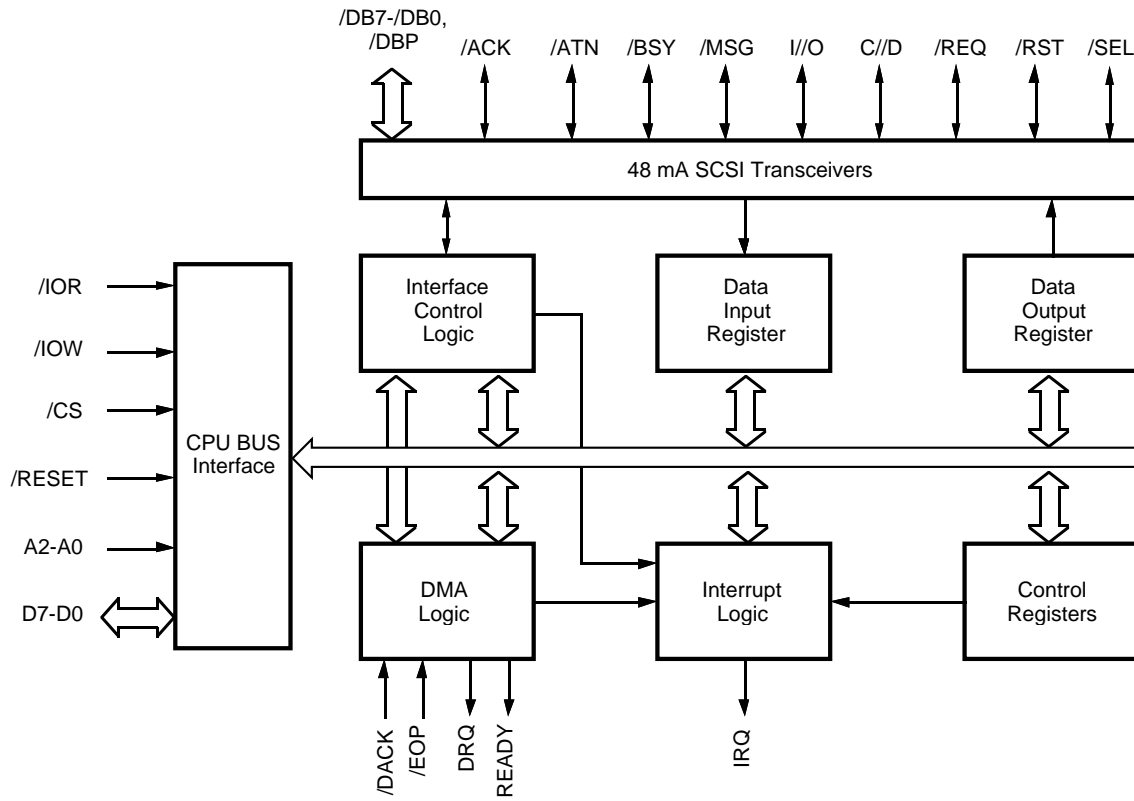 /DB7-/DB0,
/DBP
/ACK
/ATN
/BSY
/MSG
I//O
C//D
/REQ
/RST
/SEL
48 mA SCSI Transceivers
/IOR
/IOW
/CS
/RESET
A2-A0
D7-D0
CPU BUS
Interface
Interface
Control
Logic
Data
Input
Register
Data
Output
Register
DMA
Logic
Interrupt
Logic
Control
Registers
/DACK
/EOP
DRQ
READY
IRQ